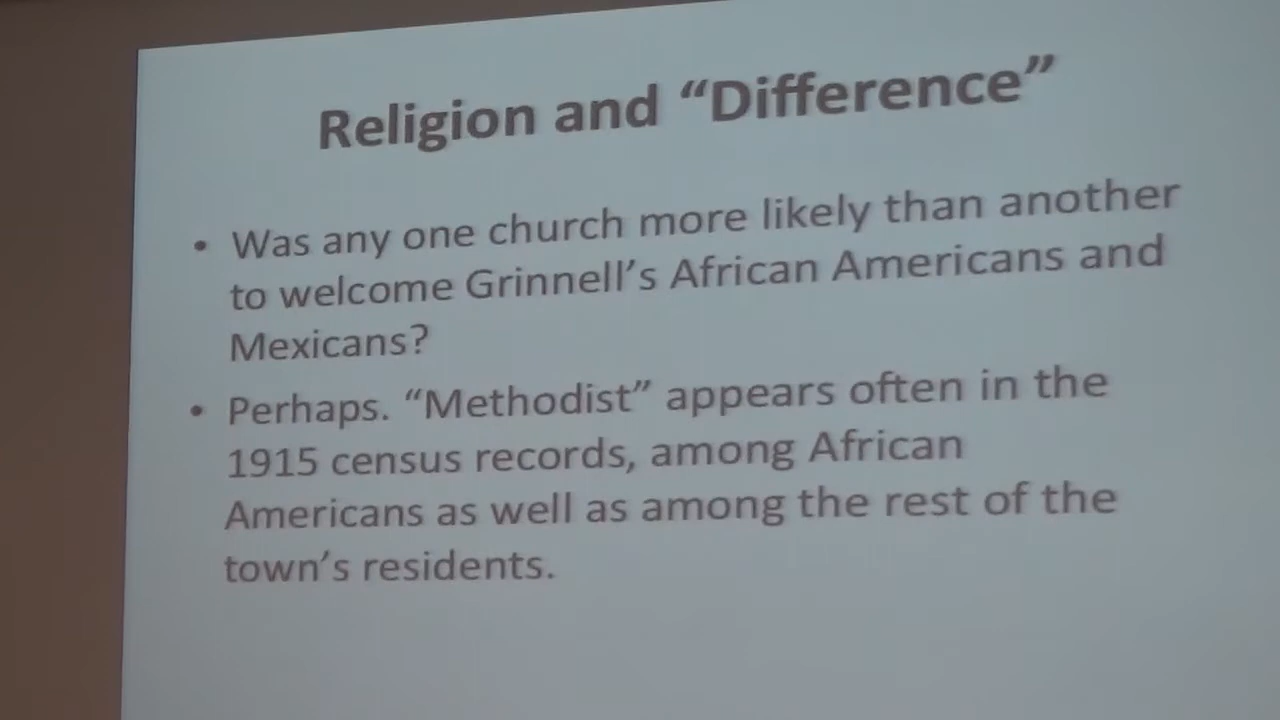 Religion and “Difference”
• Was any one church more likely than another
to welcome Grinnell’s African Americans and
Mexicans?
• Perhaps. “Methodist” appears often in the
1915 census records, among African
Americans as well as among the rest of the
town’s residents.